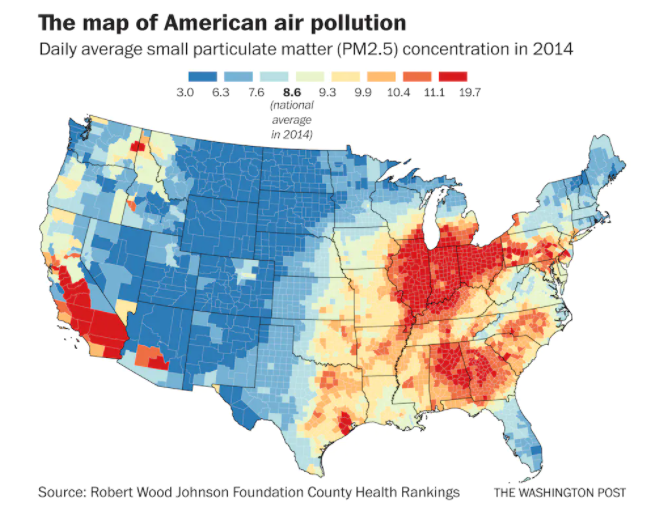 The map of American air pollution
Daily average small particulate matter (PM2.5) concentration in 2014
3.0 6.3 7.6 8.6 9.3 9.9 10.4 11.1 19.7
(national
average
in 2014)
Source: Robert Wood Johnson Foundation County Health Rankings THE WASHINGTON POST